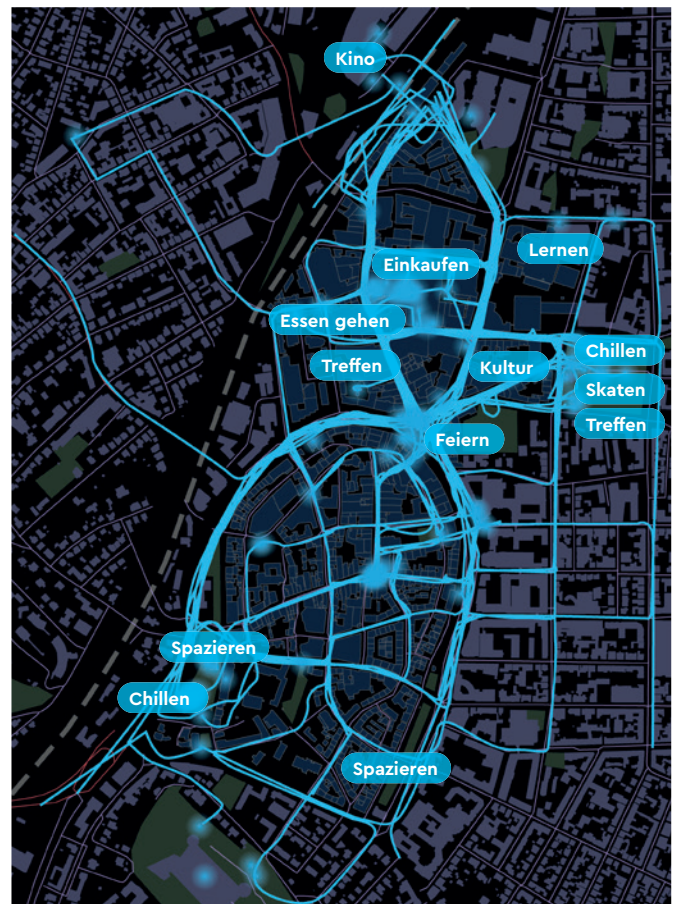 Kino
Lernen
Einkaufen
Essen gehen
Chillen
Treffen
Kultur
Skaten
Treffen
Feiern
Spazieren
Chillen
Spazieren